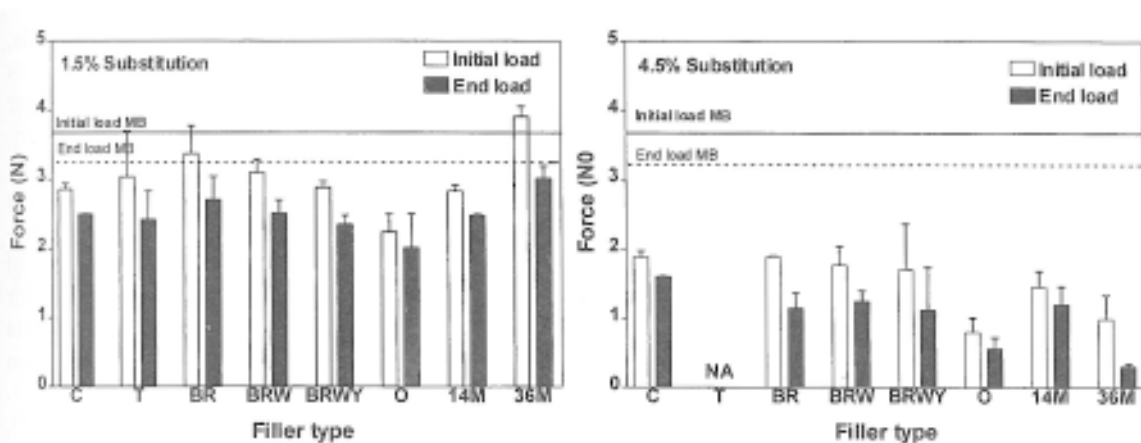 1.5% Substitution
Initial load
End load
Initial load MB
End load MB
Force (N)
5
4
3
2
1
0
C T BR BRW BRWY O 14M 36M
Filler type
4.5% Substitution
Initial load
End load
Initial load MB
End load MB
Force (N0
5
4
3
2
1
0
NA
C T BR BRW BRWY O 14M 36M
Filler type